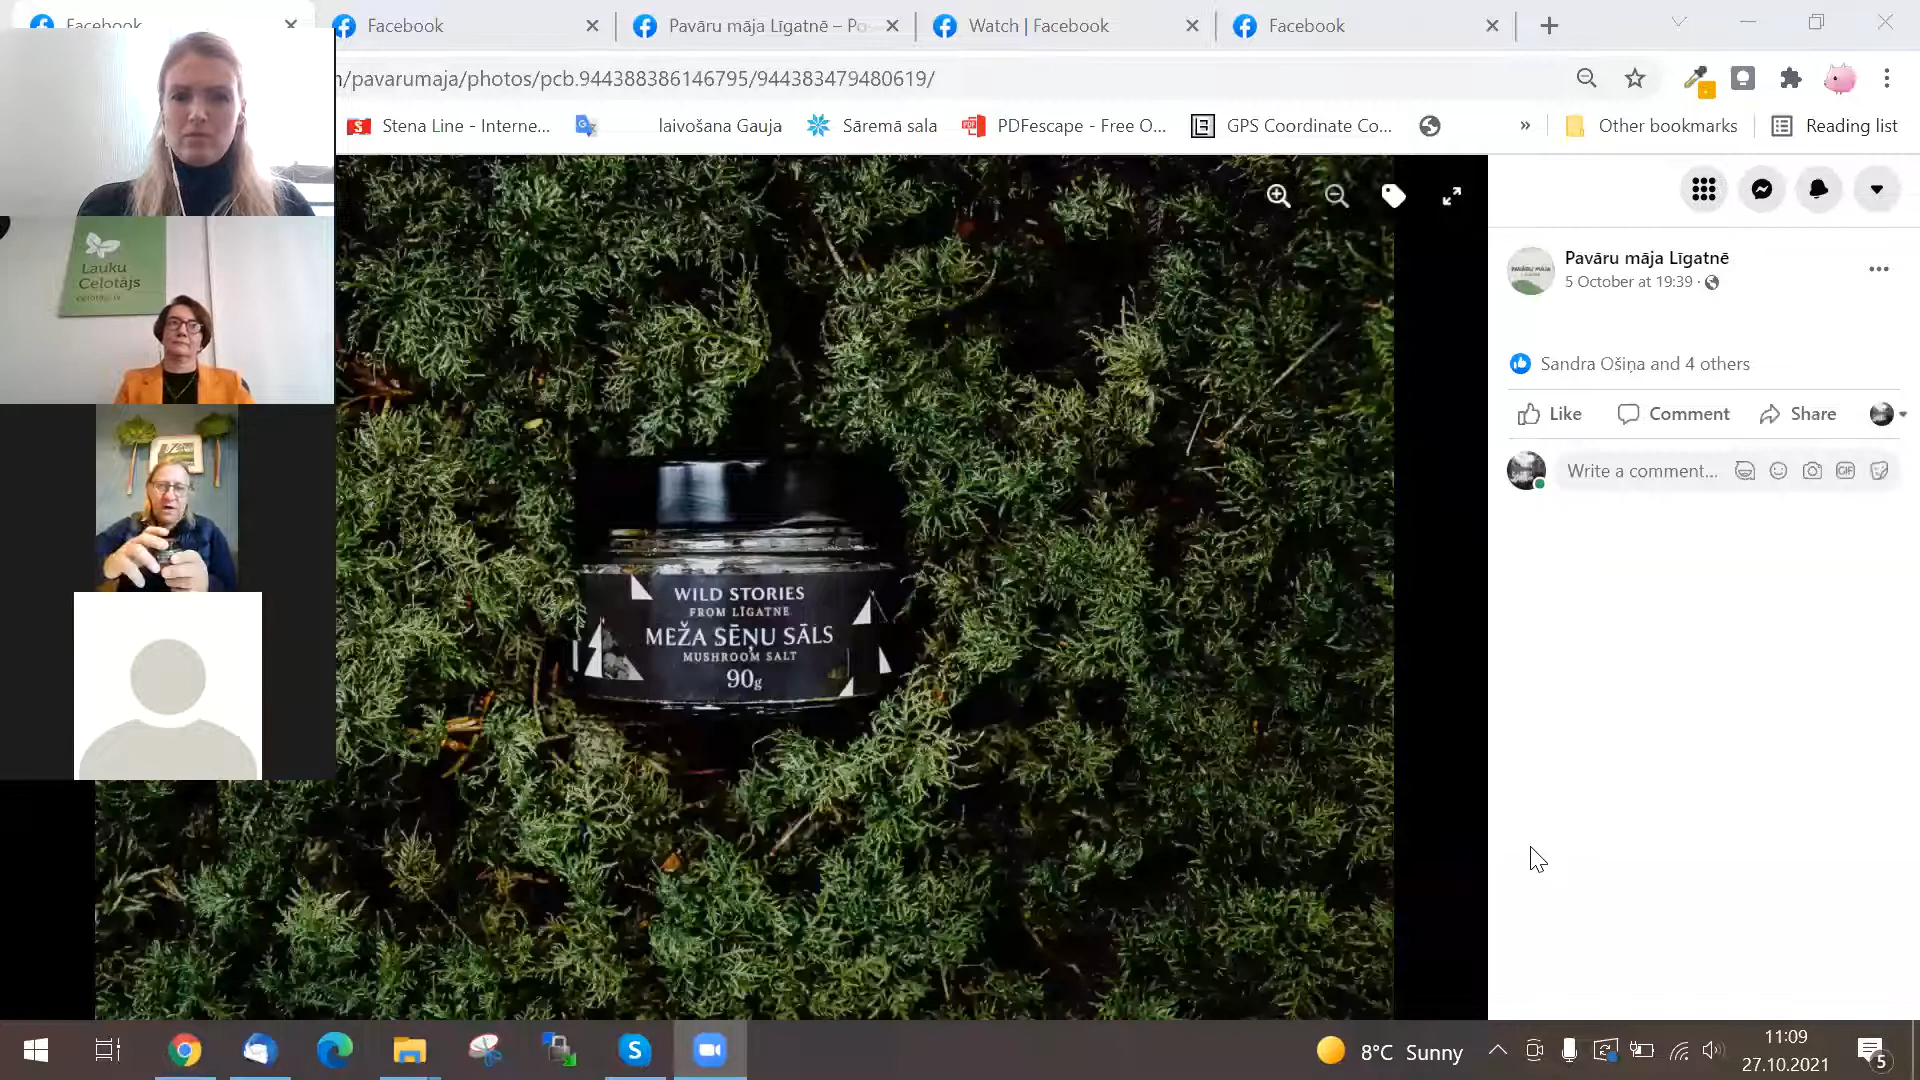 Facebook
Facebook
Pavāru māja Līgatnē – Pa
Watch | Facebook
Facebook
/pavarumaja/photos/pcb.944388386146795/944383479480619/
Stena Line - Interne...
laivošana Gauja
Sāremā sala
PDFescape - Free O...
GPS Coordinate Co...
»
Other bookmarks
Reading list
Lauku
Ceļotājs
WILD STORIES
FROM LĪGATNE
MEŽA SĒŅU SĀLS
MUSHROOM SALT
90g
Pavāru māja Līgatnē
5 October at 19:39 ·
Sandra Ošiņa and 4 others
Like
Comment
Share
Write a comment...
GIF
8°C Sunny
11:09
27.10.2021
5